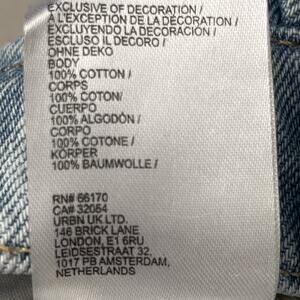 EXCLUSIVE OF DECORATION /
À L'EXCEPTION DE LA DÉCORATION /
EXCLUYENDO LA DECORACIÓN /
ESCLUSO IL DECORO /
OHNE DEKO
BODY
100% COTTON /
CORPS
100% COTON/
CUERPO
100% ALGODÓN /
CORPO
100% COTONE /
KÖRPER
100% BAUMWOLLE /
RN# 66170
CA# 32054
URBN UK LTD.
146 BRICK LANE
LONDON, E1 6RU
LEIDSESTRAAT 32,
1017 PB AMSTERDAM,
NETHERLANDS